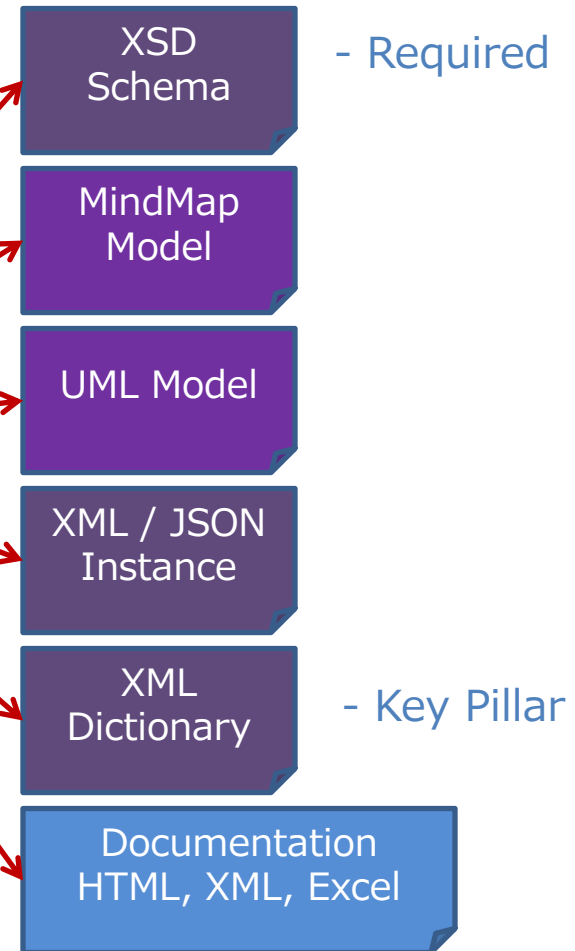 XSD
Schema
- Required
MindMap
Model
UML Model
XML / JSON
Instance
XML
Dictionary
- Key Pillar
Documentation
HTML, XML, Excel